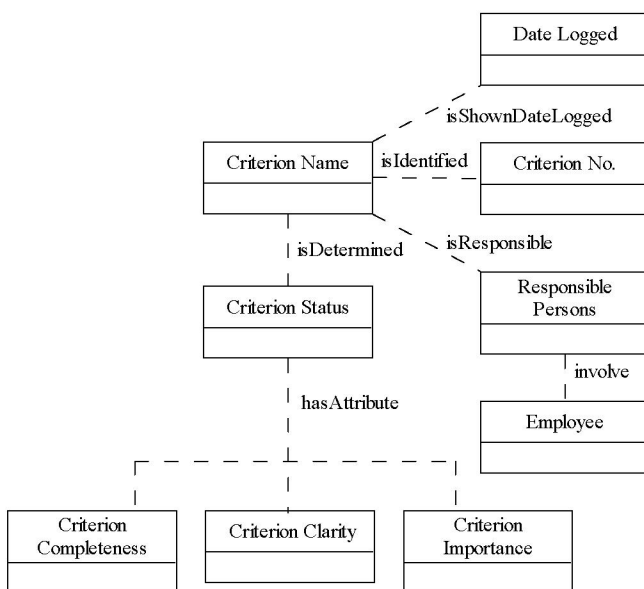 Date Logged
isShownDateLogged
Criterion Name
isIdentified
Criterion No.
isResponsible
isDetermined
Responsible
Persons
Criterion Status
involve
hasAttribute
Employee
Criterion
Completeness
Criterion Clarity
Criterion
Importance